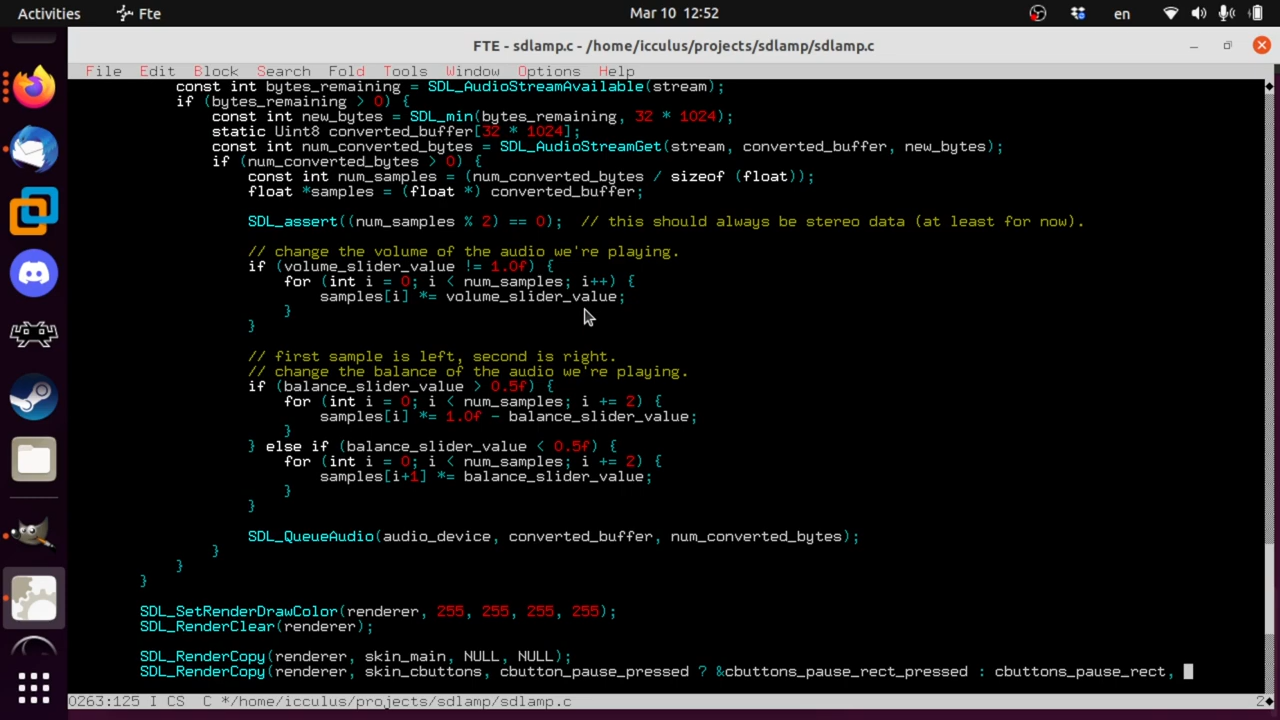 Activities
Fte
Mar 10 12:52
en
FTE - sdlamp.c - /home/icculus/projects/sdlamp/sdlamp.c
File Edit Block Search Fold Tools Window Options Help
const int bytes_remaining = SDL_AudioStreamAvailable(stream);
if (bytes_remaining > 0) {
const int new_bytes = SDL_min(bytes_remaining, 32 * 1024);
static Uint8 converted_buffer[32 * 1024];
const int num_converted_bytes = SDL_AudioStreamGet(stream, converted_buffer, new_bytes);
if (num_converted_bytes > 0) {
const int num_samples = (num_converted_bytes / sizeof (float));
float *samples = (float *) converted_buffer;
SDL_assert((num_samples % 2) == 0);  // this should always be stereo data (at least for now).
// change the volume of the audio we're playing.
if (volume_slider_value != 1.0f) {
for (int i = 0; i < num_samples; i++) {
samples[i] *= volume_slider_value;
}
}
// first sample is left, second is right.
// change the balance of the audio we're playing.
if (balance_slider_value > 0.5f) {
for (int i = 0; i < num_samples; i += 2) {
samples[i] *= 1.0f - balance_slider_value;
}
} else if (balance_slider_value < 0.5f) {
for (int i = 0; i < num_samples; i += 2) {
samples[i+1] *= balance_slider_value;
}
}
SDL_QueueAudio(audio_device, converted_buffer, num_converted_bytes);
}
}
}
SDL_SetRenderDrawColor(renderer, 255, 255, 255, 255);
SDL_RenderClear(renderer);
SDL_RenderCopy(renderer, skin_main, NULL, NULL);
SDL_RenderCopy(renderer, skin_cbuttons, cbutton_pause_pressed ? &cbuttons_pause_rect_pressed : cbuttons_pause_rect,
0263:125 I CS  C */home/icculus/projects/sdlamp/sdlamp.c
2